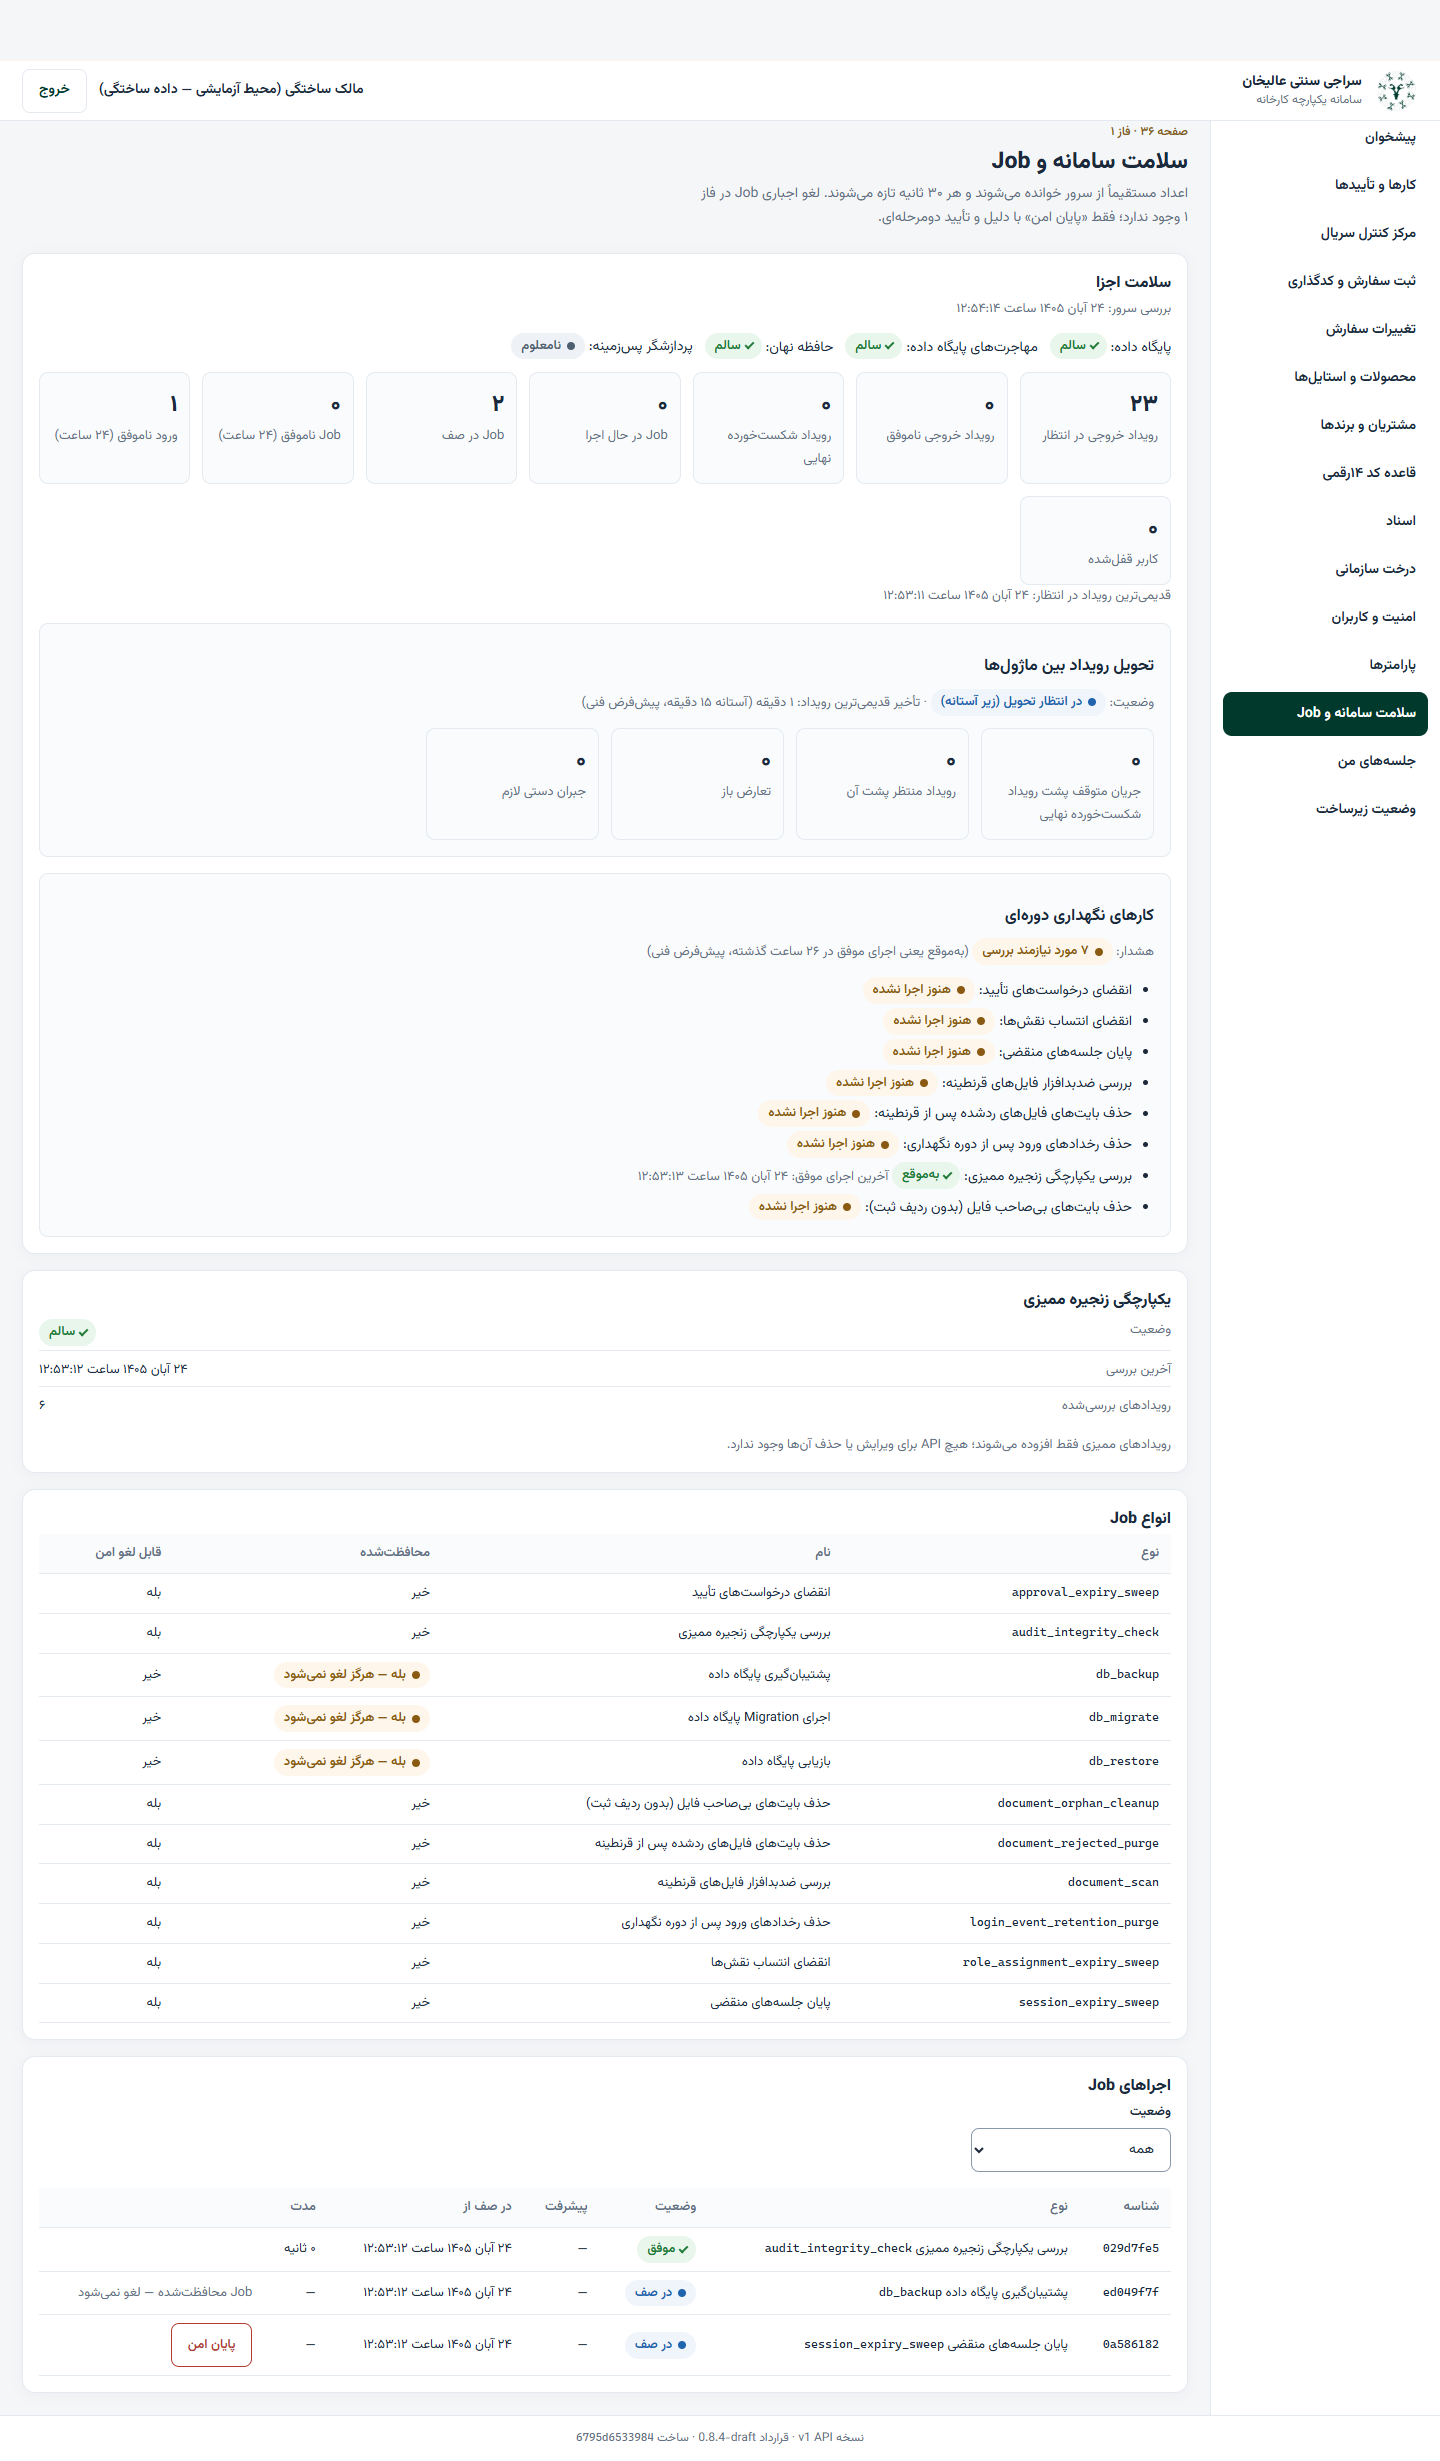 سراجی سنتی عالیخان
سامانه یکپارچه کارخانه
مالک ساختگی (محیط آزمایشی — داده ساختگی)
خروج
پیشخوان
کارها و تأییدها
مرکز کنترل سریال
ثبت سفارش و کدگذاری
تغییرات سفارش
محصولات و استایل‌ها
مشتریان و برندها
قاعده کد ۱۴رقمی
اسناد
درخت سازمانی
امنیت و کاربران
پارامترها
سلامت سامانه و Job
جلسه‌های من
وضعیت زیرساخت
صفحه ۳۶ · فاز ۱
سلامت سامانه و Job
اعداد مستقیماً از سرور خوانده می‌شوند و هر ۳۰ ثانیه تازه می‌شوند. لغو اجباری Job در فاز
۱ وجود ندارد؛ فقط «پایان امن» با دلیل و تأیید دومرحله‌ای.
سلامت اجزا
بررسی سرور: ۲۴ آبان ۱۴۰۵ ساعت ۱۲:۵۴:۱۴
پایگاه داده: سالم مهاجرت‌های پایگاه داده: سالم حافظه نهان: سالم پردازشگر پس‌زمینه: نامعلوم
۲۳
رویداد خروجی در انتظار
۰
رویداد خروجی ناموفق
۰
رویداد شکست‌خورده
نهایی
۰
Job در حال اجرا
۲
Job در صف
۰
Job ناموفق (۲۴ ساعت)
۱
ورود ناموفق (۲۴ ساعت)
۰
کاربر قفل‌شده
قدیمی‌ترین رویداد در انتظار: ۲۴ آبان ۱۴۰۵ ساعت ۱۲:۵۳:۱۱
تحویل رویداد بین ماژول‌ها
وضعیت: در انتظار تحویل (زیر آستانه) · تأخیر قدیمی‌ترین رویداد: ۱ دقیقه (آستانه ۱۵ دقیقه، پیش‌فرض فنی)
۰
جریان متوقف پشت رویداد
شکست‌خورده نهایی
۰
رویداد منتظر پشت آن
۰
تعارض باز
۰
جبران دستی لازم
کارهای نگهداری دوره‌ای
هشدار: ۷ مورد نیازمند بررسی (به‌موقع یعنی اجرای موفق در ۲۶ ساعت گذشته، پیش‌فرض فنی)
انقضای درخواست‌های تأیید: هنوز اجرا نشده
انقضای انتساب نقش‌ها: هنوز اجرا نشده
پایان جلسه‌های منقضی: هنوز اجرا نشده
بررسی ضدبدافزار فایل‌های قرنطینه: هنوز اجرا نشده
حذف بایت‌های فایل‌های ردشده پس از قرنطینه: هنوز اجرا نشده
حذف رخدادهای ورود پس از دوره نگهداری: هنوز اجرا نشده
بررسی یکپارچگی زنجیره ممیزی: به‌موقع آخرین اجرای موفق: ۲۴ آبان ۱۴۰۵ ساعت ۱۲:۵۳:۱۳
حذف بایت‌های بی‌صاحب فایل (بدون ردیف ثبت): هنوز اجرا نشده
یکپارچگی زنجیره ممیزی
وضعیت سالم
آخرین بررسی ۲۴ آبان ۱۴۰۵ ساعت ۱۲:۵۳:۱۲
رویدادهای بررسی‌شده ۶
رویدادهای ممیزی فقط افزوده می‌شوند؛ هیچ API برای ویرایش یا حذف آن‌ها وجود ندارد.
انواع Job
نوع نام محافظت‌شده قابل لغو امن
approval_expiry_sweep انقضای درخواست‌های تأیید خیر بله
audit_integrity_check بررسی یکپارچگی زنجیره ممیزی خیر بله
db_backup پشتیبان‌گیری پایگاه داده بله — هرگز لغو نمی‌شود خیر
db_migrate اجرای Migration پایگاه داده بله — هرگز لغو نمی‌شود خیر
db_restore بازیابی پایگاه داده بله — هرگز لغو نمی‌شود خیر
document_orphan_cleanup حذف بایت‌های بی‌صاحب فایل (بدون ردیف ثبت) خیر بله
document_rejected_purge حذف بایت‌های فایل‌های ردشده پس از قرنطینه خیر بله
document_scan بررسی ضدبدافزار فایل‌های قرنطینه خیر بله
login_event_retention_purge حذف رخدادهای ورود پس از دوره نگهداری خیر بله
role_assignment_expiry_sweep انقضای انتساب نقش‌ها خیر بله
session_expiry_sweep پایان جلسه‌های منقضی خیر بله
اجراهای Job
وضعیت
همه
شناسه نوع وضعیت پیشرفت در صف از مدت
029d7fe5 بررسی یکپارچگی زنجیره ممیزی audit_integrity_check موفق — ۲۴ آبان ۱۴۰۵ ساعت ۱۲:۵۳:۱۲ ۰ ثانیه
ed049f7f پشتیبان‌گیری پایگاه داده db_backup در صف — ۲۴ آبان ۱۴۰۵ ساعت ۱۲:۵۳:۱۲ — Job محافظت‌شده — لغو نمی‌شود
0a586182 پایان جلسه‌های منقضی session_expiry_sweep در صف — ۲۴ آبان ۱۴۰۵ ساعت ۱۲:۵۳:۱۲ — پایان امن
نسخه v1 API · قرارداد 0.8.4-draft · ساخت 6795d6533984